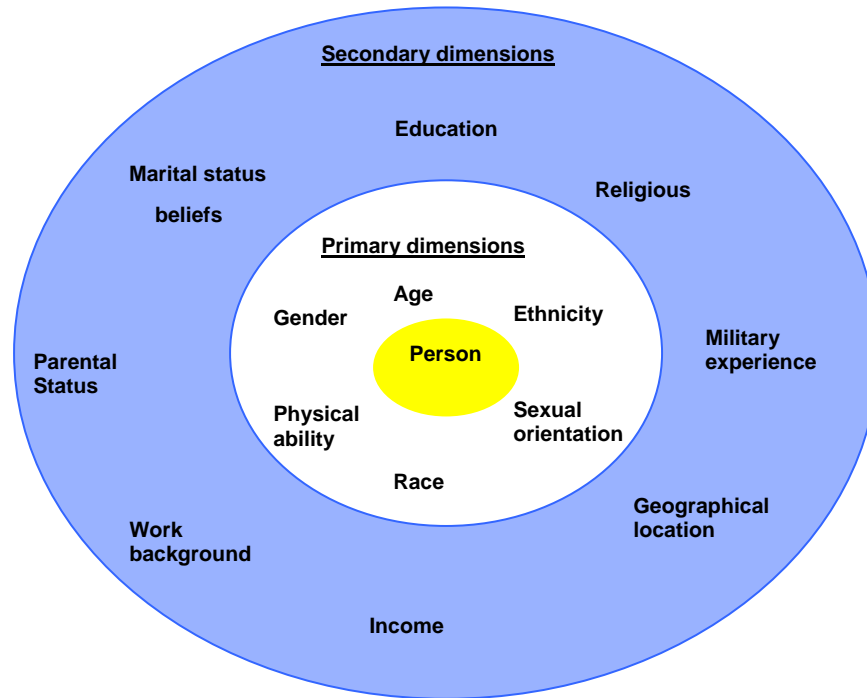 Secondary dimensions
Education
Marital status
beliefs
Religious
Primary dimensions
Age
Gender
Ethnicity
Person
Military
experience
Parental
Status
Physical
ability
Sexual
orientation
Race
Geographical
location
Work
background
Income